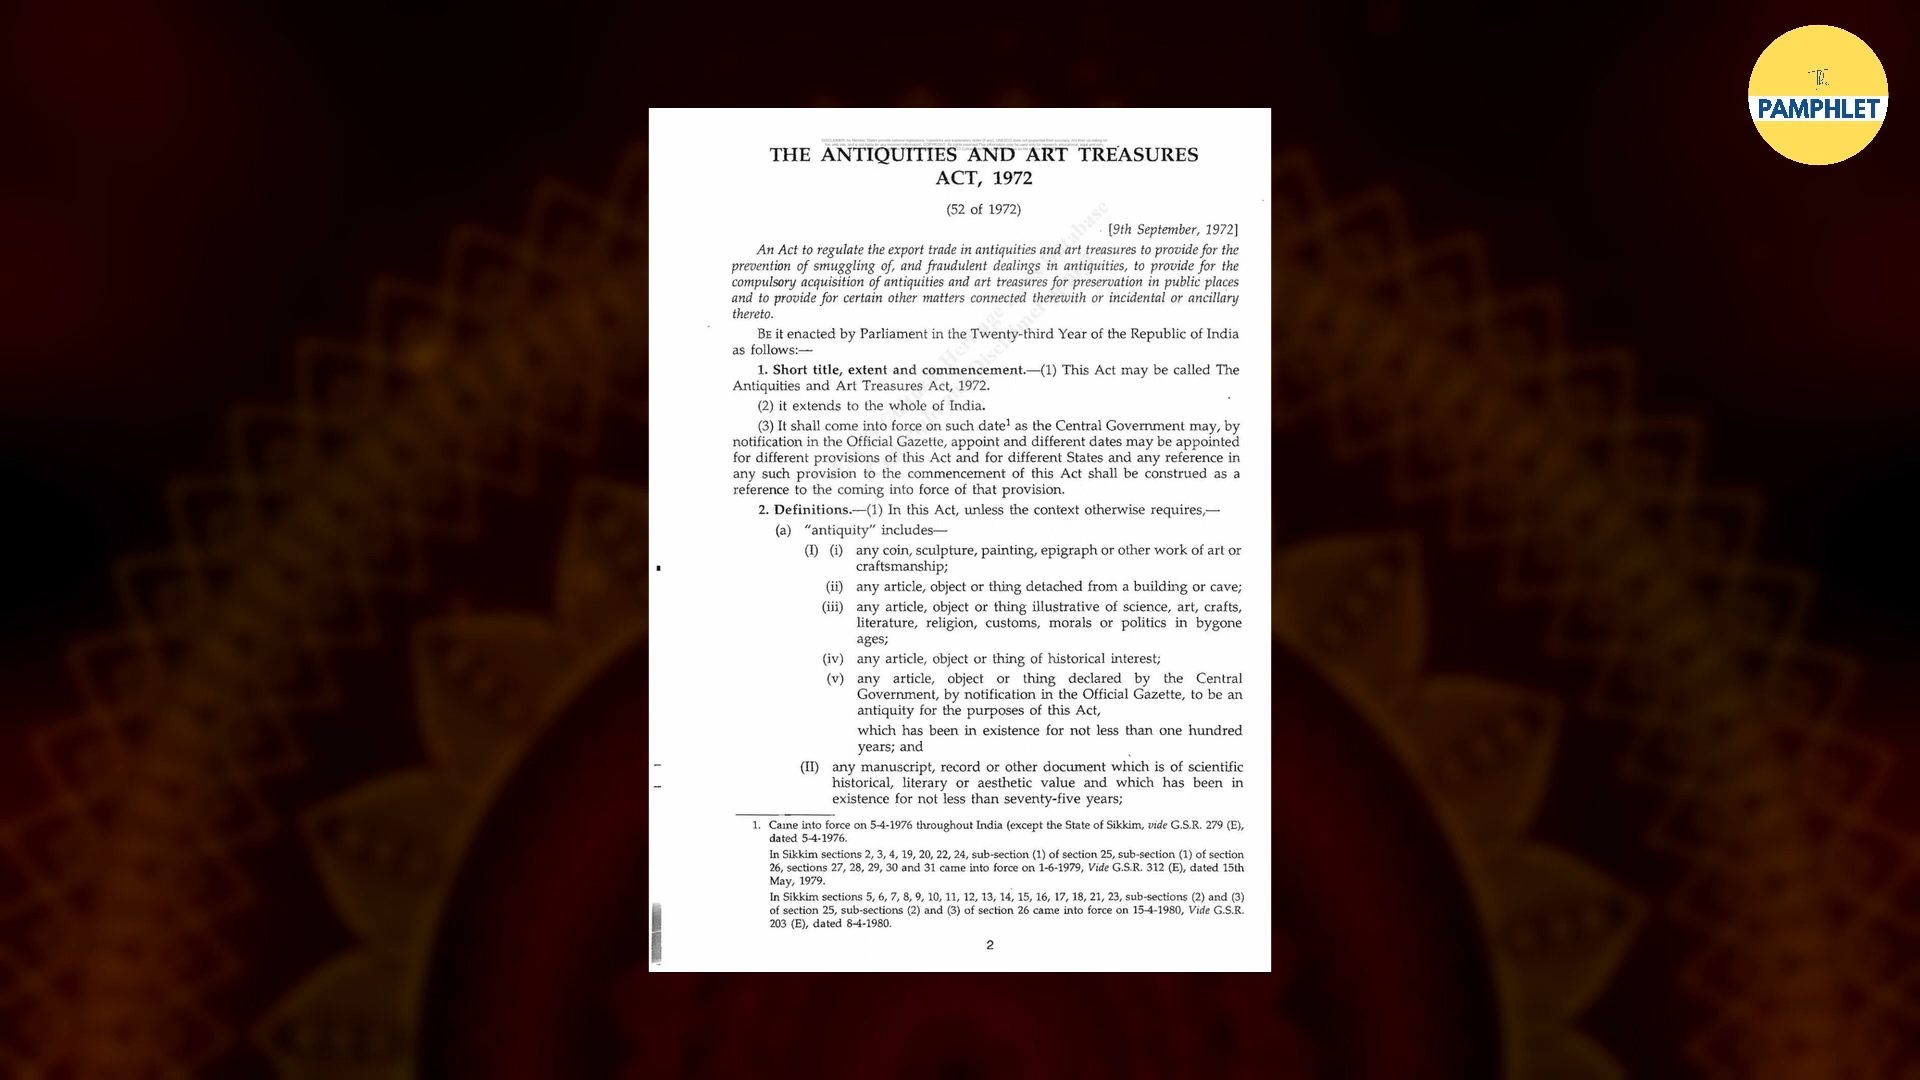 THE ANTIQUITIES AND ART TREASURES
ACT, 1972
(52 of 1972)
[9th September, 1972]
An Act to regulate the export trade in antiquities and art treasures to provide for the
prevention of smuggling of, and fraudulent dealings in antiquities, to provide for the
compulsory acquisition of antiquities and art treasures for preservation in public places
and to provide for certain other matters connected therewith or incidental or ancillary
thereto.
BE it enacted by Parliament in the Twenty-third Year of the Republic of India
as follows:—
1. Short title, extent and commencement.—(1) This Act may be called The
Antiquities and Art Treasures Act, 1972.
(2) it extends to the whole of India.
(3) It shall come into force on such date¹ as the Central Government may, by
notification in the Official Gazette, appoint and different dates may be appointed
for different provisions of this Act and for different States and any reference in
any such provision to the commencement of this Act shall be construed as a
reference to the coming into force of that provision.
2. Definitions.—(1) In this Act, unless the context otherwise requires,—
(a) "antiquity" includes—
(I) (i) any coin, sculpture, painting, epigraph or other work of art or
craftsmanship;
(ii) any article, object or thing detached from a building or cave;
(iii) any article, object or thing illustrative of science, art, crafts,
literature, religion, customs, morals or politics in bygone
ages;
(iv) any article, object or thing of historical interest;
(v) any article, object or thing declared by the Central
Government, by notification in the Official Gazette, to be an
antiquity for the purposes of this Act,
which has been in existence for not less than one hundred
years; and
(II) any manuscript, record or other document which is of scientific
historical, literary or aesthetic value and which has been in
existence for not less than seventy-five years;
1. Came into force on 5-4-1976 throughout India (except the State of Sikkim, vide G.S.R. 279 (E),
dated 5-4-1976.
In Sikkim sections 2, 3, 4, 19, 20, 22, 24, sub-section (1) of section 25, sub-section (1) of section
26, sections 27, 28, 29, 30 and 31 came into force on 1-6-1979, Vide G.S.R. 312 (E), dated 15th
May, 1979.
In Sikkim sections 5, 6, 7, 8, 9, 10, 11, 12, 13, 14, 15, 16, 17, 18, 21, 23, sub-sections (2) and (3)
of section 25, sub-sections (2) and (3) of section 26 came into force on 15-4-1980, Vide G.S.R.
203 (E), dated 8-4-1980.
2
PAMPHLET